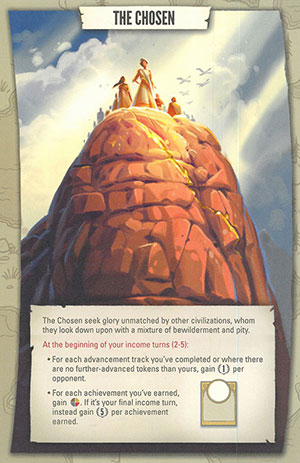 THE CHOSEN
The Chosen seek glory unmatched by other civilizations, whom
they look down upon with a mixture of bewilderment and pity.
At the beginning of your income turns (2-5):
• For each advancement track you've completed or where there
are no further-advanced tokens than yours, gain (1) per
opponent.
• For each achievement you've earned,
gain . If it's your final income turn,
instead gain (5) per achievement
earned.